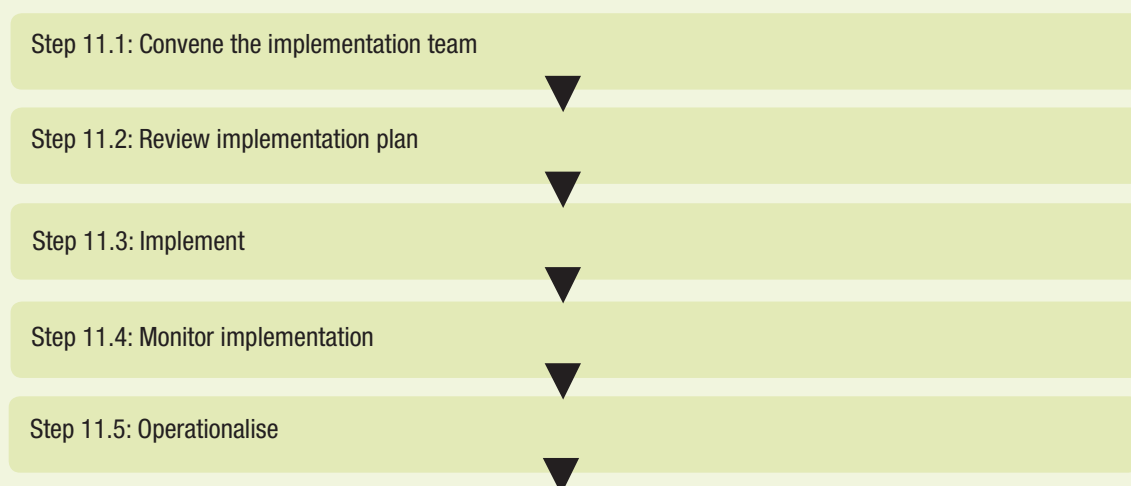 Step 11.1: Convene the implementation team
Step 11.2: Review implementation plan
Step 11.3: Implement
Step 11.4: Monitor implementation
Step 11.5: Operationalise